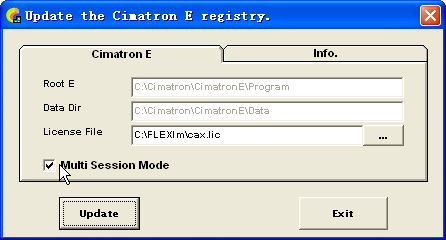 Update the Cimatron E registry.
Cimatron E Info.
Root E C:\Cimatron\CimatronE\Program
Data Dir C:\Cimatron\CimatronE\Data
License File C:\FLEXlm\cax.lic ...
Multi Session Mode
Update Exit